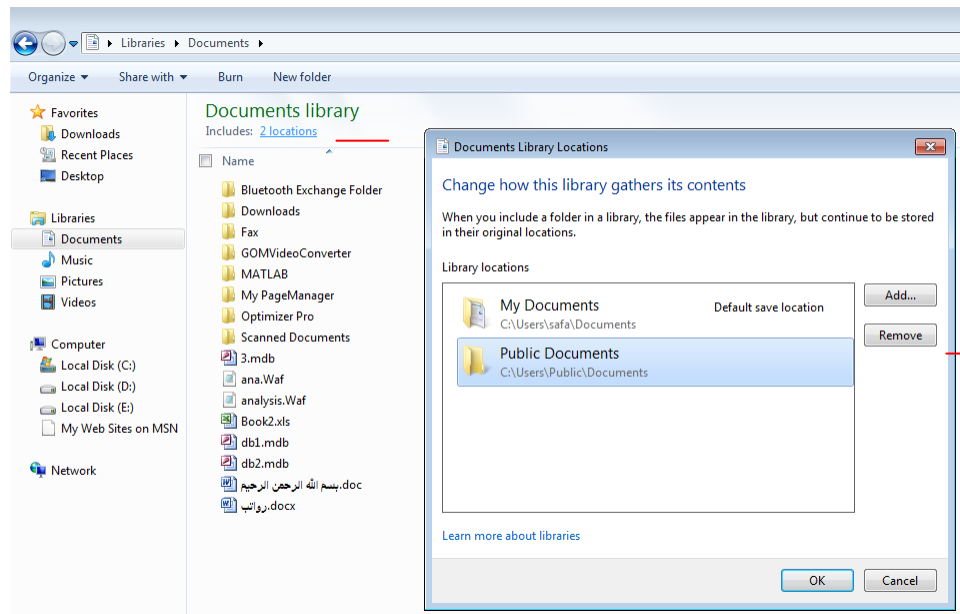 Libraries Documents
Organize Share with Burn New folder
Favorites
Downloads
Recent Places
Desktop
Libraries
Documents
Music
Pictures
Videos
Computer
Local Disk (C:)
Local Disk (D:)
Local Disk (E:)
My Web Sites on MSN
Network
Documents library
Includes: 2 locations
Name
Bluetooth Exchange Folder
Downloads
Fax
GOMVideoConverter
MATLAB
My PageManager
Optimizer Pro
Scanned Documents
3.mdb
ana.Waf
analysis.Waf
Book2.xls
db1.mdb
db2.mdb
بسم الله الرحمن الرحيم.doc
رواتب.docx
Documents Library Locations
Change how this library gathers its contents
When you include a folder in a library, the files appear in the library, but continue to be stored
in their original locations.
Library locations
My Documents Default save location
C:\Users\safa\Documents
Public Documents
C:\Users\Public\Documents
Add...
Remove
Learn more about libraries
OK Cancel